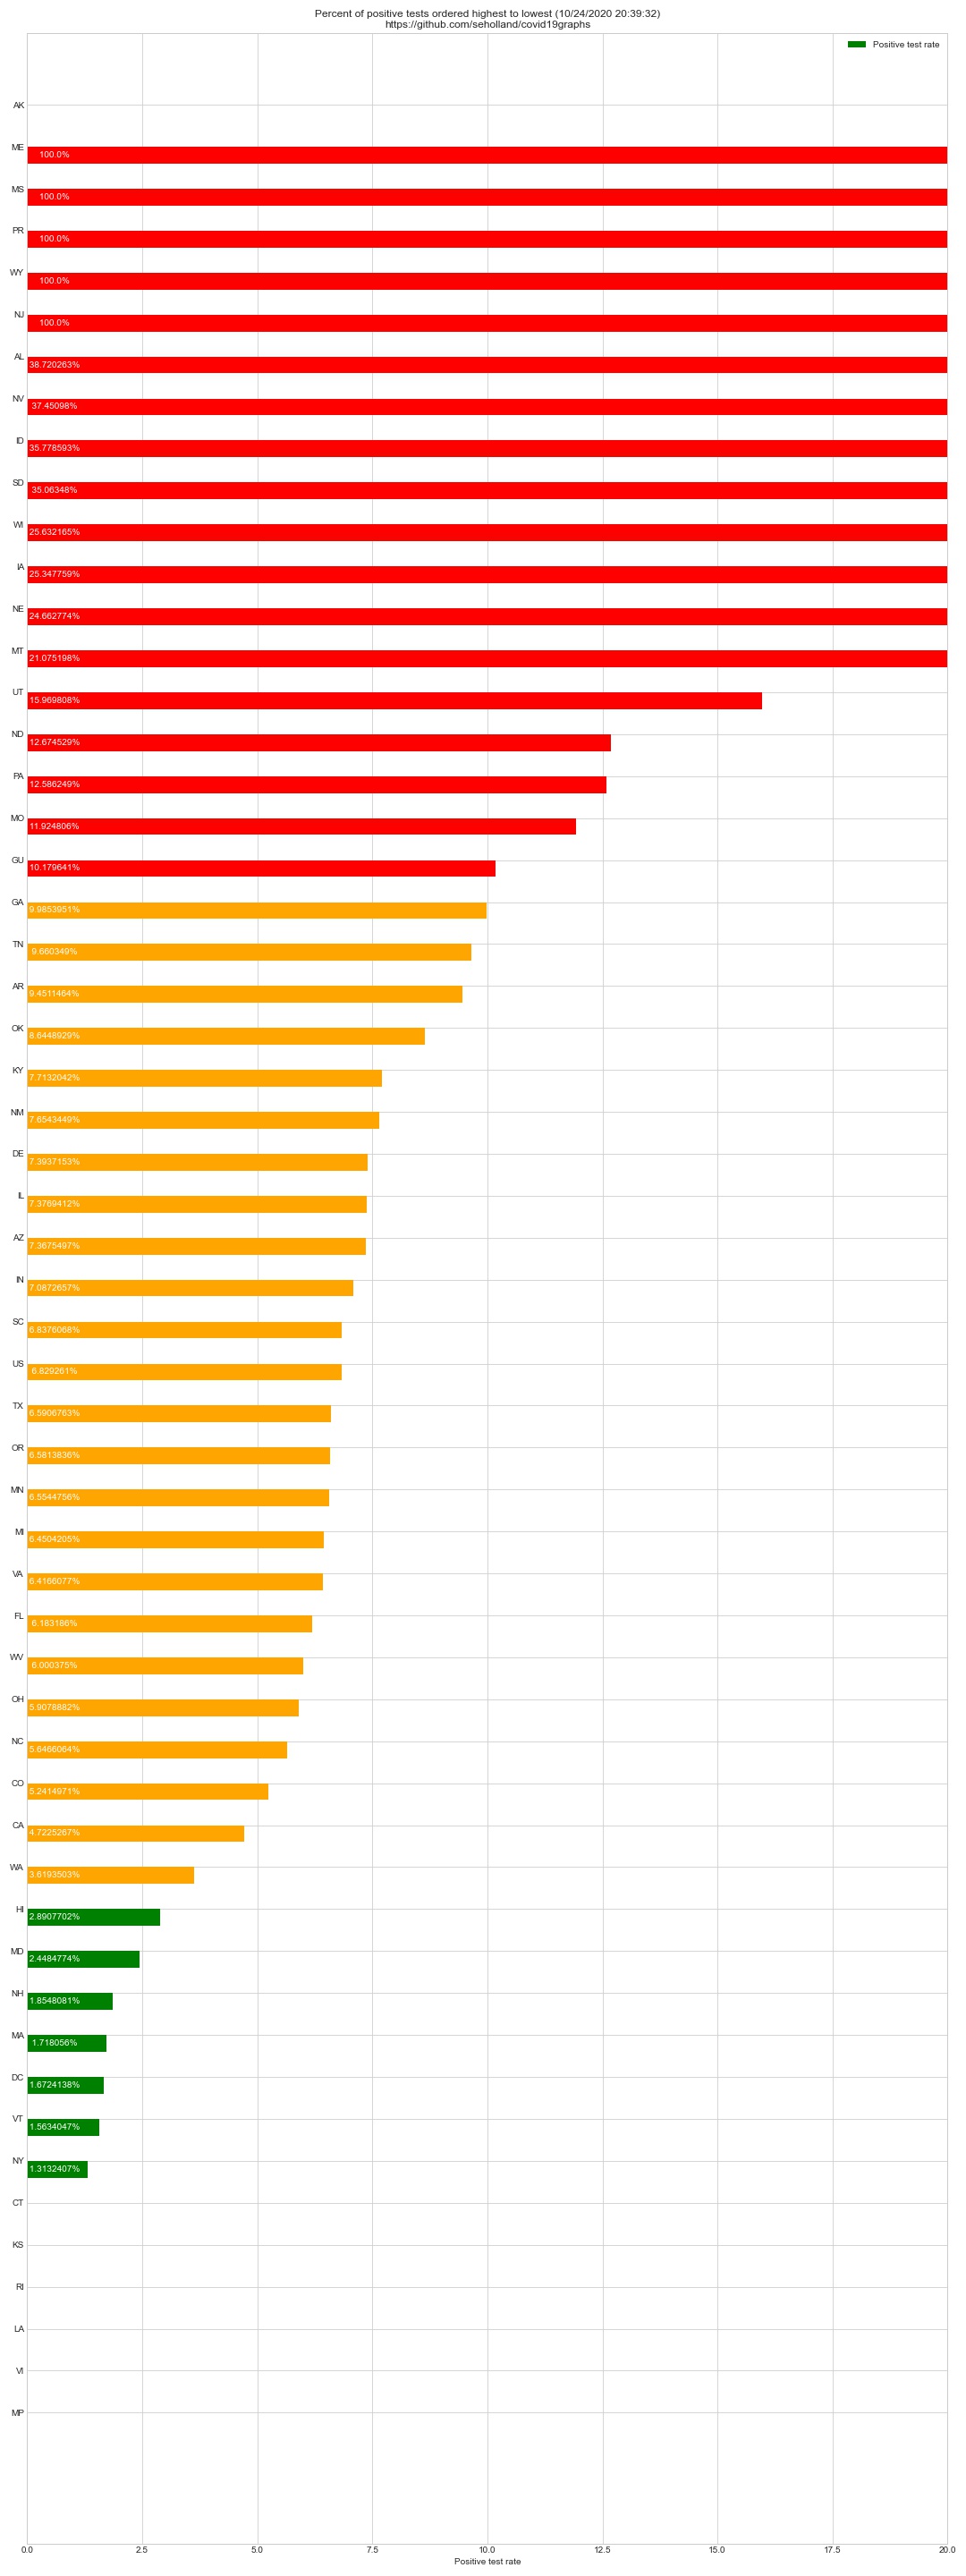 Percent of positive tests ordered highest to lowest (10/24/2020 20:39:32)
https://github.com/seholland/covid19graphs
Positive test rate
AK
ME 100.0%
MS 100.0%
PR 100.0%
WY 100.0%
NJ 100.0%
AL 38.720263%
NV 37.45098%
ID 35.778593%
SD 35.06348%
WI 25.632165%
IA 25.347759%
NE 24.662774%
MT 21.075198%
UT 15.969808%
ND 12.674529%
PA 12.586249%
MO 11.924806%
GU 10.179641%
GA 9.9853951%
TN 9.660349%
AR 9.4511464%
OK 8.6448929%
KY 7.7132042%
NM 7.6543449%
DE 7.3937153%
IL 7.3769412%
AZ 7.3675497%
IN 7.0872657%
SC 6.8376068%
US 6.829261%
TX 6.5906763%
OR 6.5813836%
MN 6.5544756%
MI 6.4504205%
VA 6.4166077%
FL 6.183186%
WV 6.000375%
OH 5.9078882%
NC 5.6466064%
CO 5.2414971%
CA 4.7225267%
WA 3.6193503%
HI 2.8907702%
MD 2.4484774%
NH 1.8548081%
MA 1.718056%
DC 1.6724138%
VT 1.5634047%
NY 1.3132407%
CT
KS
RI
LA
VI
MP
0.0 2.5 5.0 7.5 10.0 12.5 15.0 17.5 20.0
Positive test rate